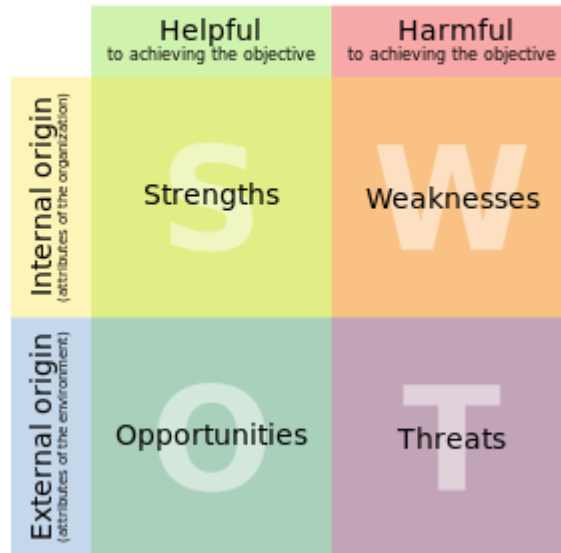 Helpful
to achieving the objective
Harmful
to achieving the objective
Internal origin
(attributes of the organization)
S
Strengths
W
Weaknesses
External origin
(attributes of the environment)
O
Opportunities
T
Threats